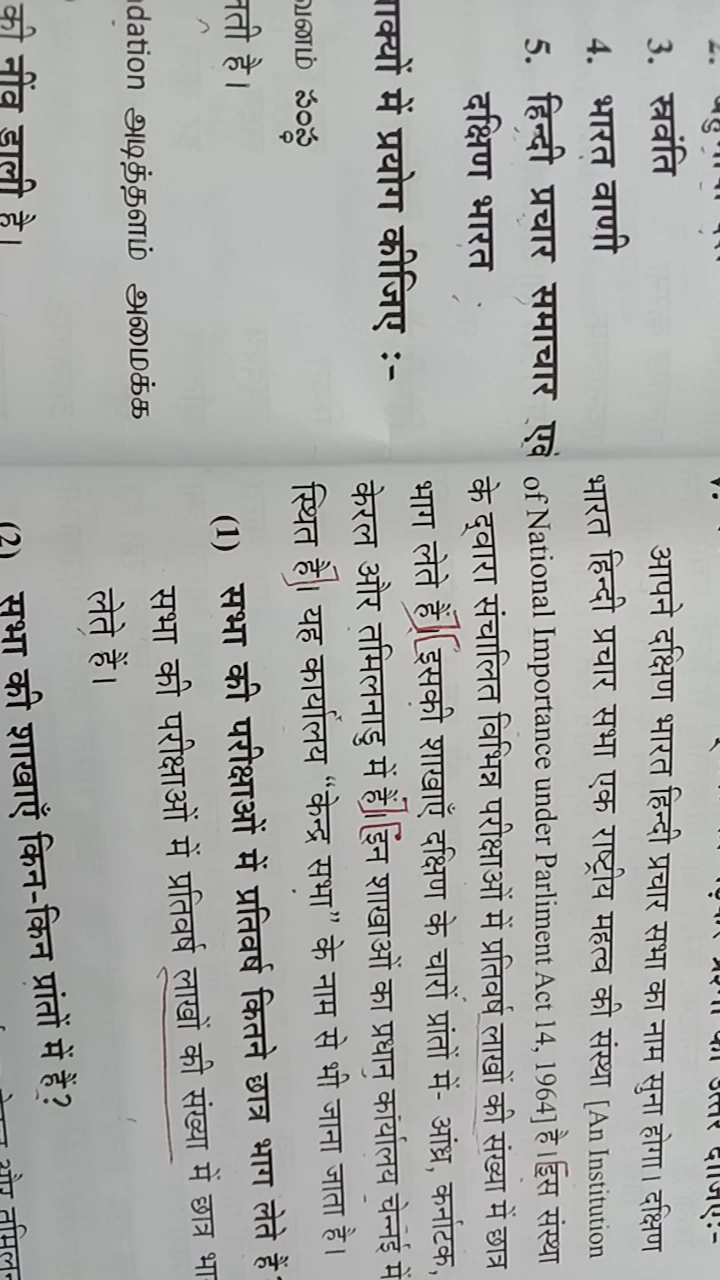 3. स्रवंति
4. भारत वाणी
5. हिन्दी प्रचार समाचार एवं
दक्षिण भारत
वाक्यों में प्रयोग कीजिए :-
है।
dation அடித்தளம் அமைக்க
की नींव डाली है।
आपने दक्षिण भारत हिन्दी प्रचार सभा का नाम सुना होगा। दक्षिण
भारत हिन्दी प्रचार सभा एक राष्ट्रीय महत्व की संस्था [An Institution
of National Importance under Parliment Act 14, 1964] है। इस संस्था
के दुवारा संचालित विभिन्न परीक्षाओं में प्रतिवर्ष लाखों की संख्या में छात्र
भाग लेते हैं। इसकी शाखाएँ दक्षिण के चारों प्रांतों में- आंध्र, कर्नाटक,
केरल और तमिलनाडु में हैं। इन शाखाओं का प्रधान कार्यालय चेन्नई में
स्थित है। यह कार्यालय “केन्द्र सभा” के नाम से भी जाना जाता है।
(1) सभा की परीक्षाओं में प्रतिवर्ष कितने छात्र भाग लेते हैं?
सभा की परीक्षाओं में प्रतिवर्ष लाखों की संख्या में छात्र भा
लेते हैं।
(2) सभा की शाखाएँ किन-किन प्रांतों में हैं?